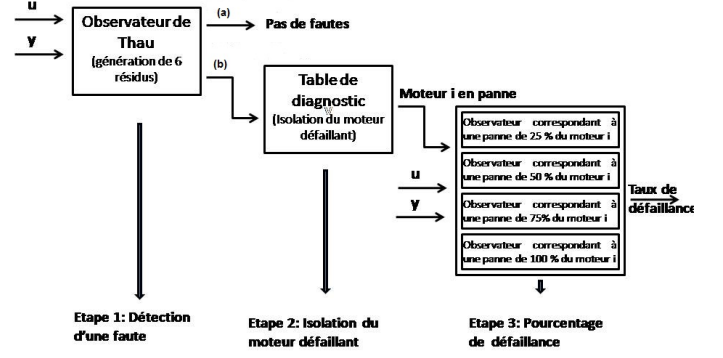 u
y
Observateur de
Thau
(génération de 6
résidus)
(a)
Pas de fautes
(b)
Table de
diagnostic
(Isolation du moteur
défaillant)
Moteur i en panne
Observateur correspondant à
une panne de 25 % du moteur i
Observateur correspondant à
une panne de 50 % du moteur i
Observateur correspondant à
une panne de 75% du moteur i
Observateur correspondant à
une panne de 100 % du moteur i
u
y
Taux de
défaillance
Etape 1: Détection
d'une faute
Etape 2: Isolation du
moteur défaillant
Etape 3: Pourcentage
de défaillance